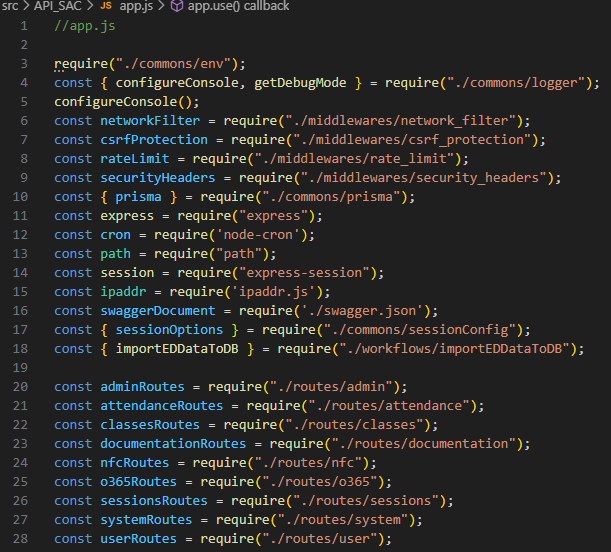 src > API_SAC > JS app.js > app.use() callback
1 //app.js
2
3 require("./commons/env");
4 const { configureConsole, getDebugMode } = require("./commons/logger");
5 configureConsole();
6 const networkFilter = require("./middlewares/network_filter");
7 const csrfProtection = require("./middlewares/csrf_protection");
8 const rateLimit = require("./middlewares/rate_limit");
9 const securityHeaders = require("./middlewares/security_headers");
10 const { prisma } = require("./commons/prisma");
11 const express = require("express");
12 const cron = require('node-cron');
13 const path = require("path");
14 const session = require("express-session");
15 const ipaddr = require('ipaddr.js');
16 const swaggerDocument = require('./swagger.json');
17 const { sessionOptions } = require("./commons/sessionConfig");
18 const { importEDDataToDB } = require("./workflows/importEDDataToDB");
19
20 const adminRoutes = require("./routes/admin");
21 const attendanceRoutes = require("./routes/attendance");
22 const classesRoutes = require("./routes/classes");
23 const documentationRoutes = require("./routes/documentation");
24 const nfcRoutes = require("./routes/nfc");
25 const o365Routes = require("./routes/o365");
26 const sessionsRoutes = require("./routes/sessions");
27 const systemRoutes = require("./routes/system");
28 const userRoutes = require("./routes/user");